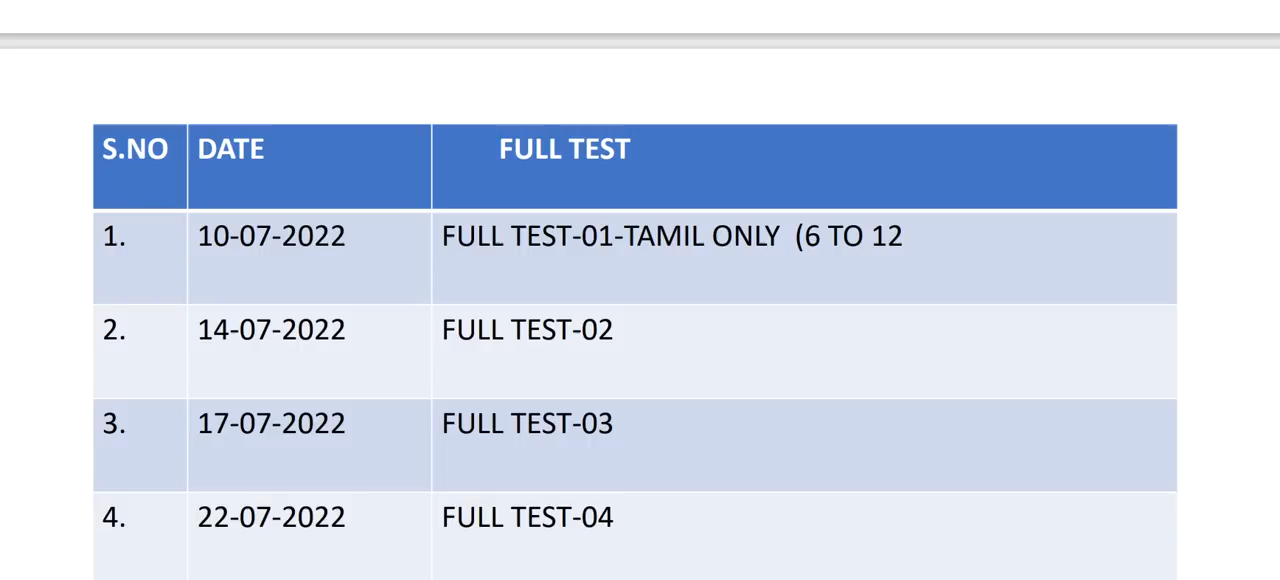 S.NO DATE FULL TEST
1. 10-07-2022 FULL TEST-01-TAMIL ONLY (6 TO 12
2. 14-07-2022 FULL TEST-02
3. 17-07-2022 FULL TEST-03
4. 22-07-2022 FULL TEST-04